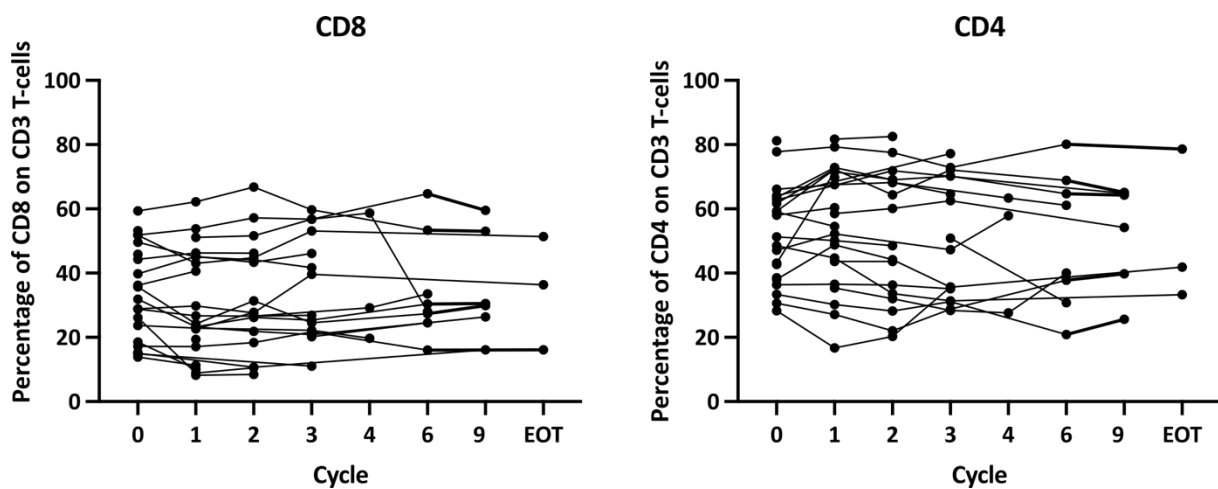 CD8
Percentage of CD8 on CD3 T-cells
100
80
60
40
20
0
0 1 2 3 4 6 9 EOT
Cycle
CD4
Percentage of CD4 on CD3 T-cells
100
80
60
40
20
0
0 1 2 3 4 6 9 EOT
Cycle